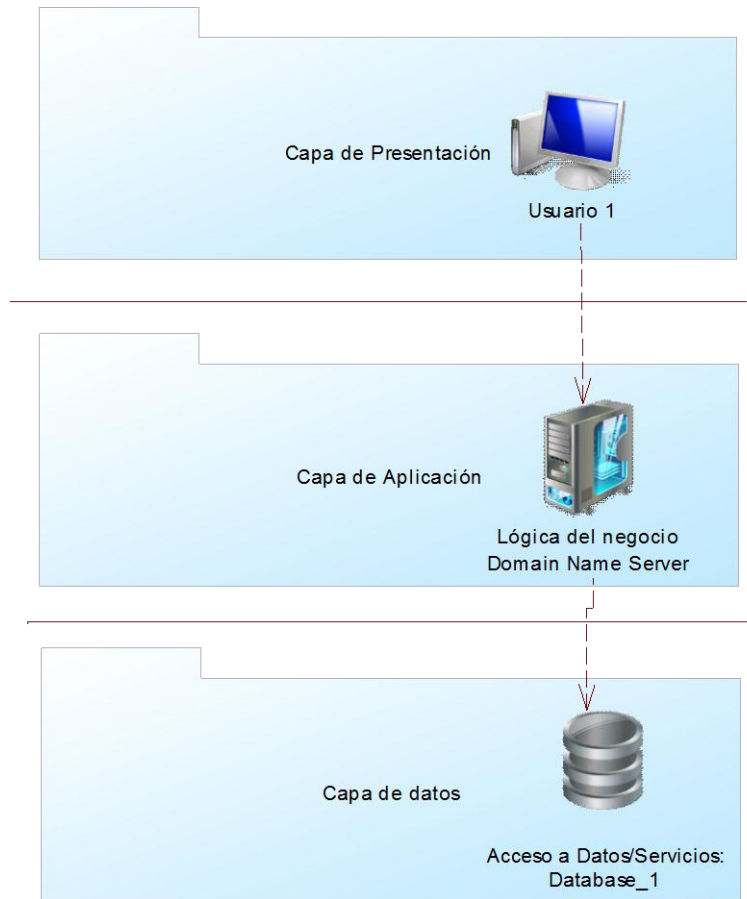 Capa de Presentación
Usuario 1
Capa de Aplicación
Lógica del negocio
Domain Name Server
Capa de datos
Acceso a Datos/Servicios:
Database_1